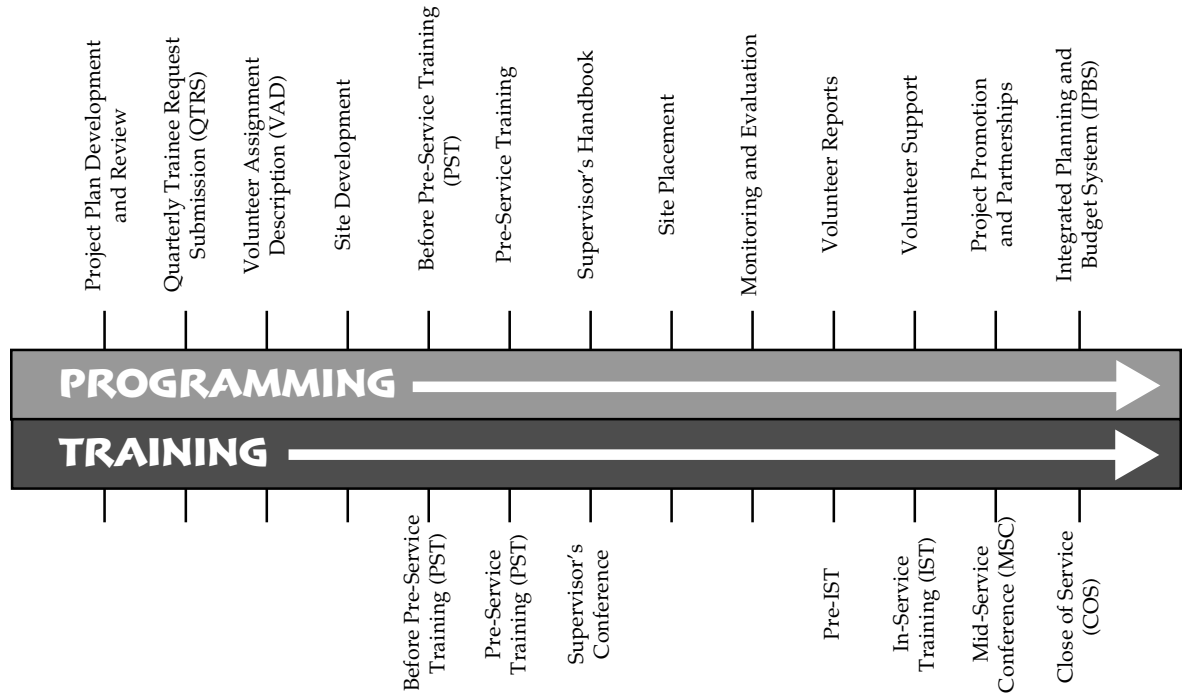 Project Plan Development
and Review
Quarterly Trainee Request
Submission (QTRS)
Volunteer Assignment
Description (VAD)
Site Development
Before Pre-Service Training
(PST)
Pre-Service Training
Supervisor's Handbook
Site Placement
Monitoring and Evaluation
Volunteer Reports
Volunteer Support
Project Promotion
and Partnerships
Integrated Planning and
Budget System (IPBS)
PROGRAMMING
TRAINING
Before Pre-Service
Training (PST)
Pre-Service
Training (PST)
Supervisor's
Conference
Pre-IST
In-Service
Training (IST)
Mid-Service
Conference (MSC)
Close of Service
(COS)